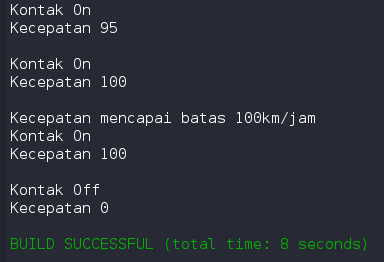 Kontak On
Kecepatan 95
Kontak On
Kecepatan 100
Kecepatan mencapai batas 100km/jam
Kontak On
Kecepatan 100
Kontak Off
Kecepatan 0
BUILD SUCCESSFUL (total time: 8 seconds)